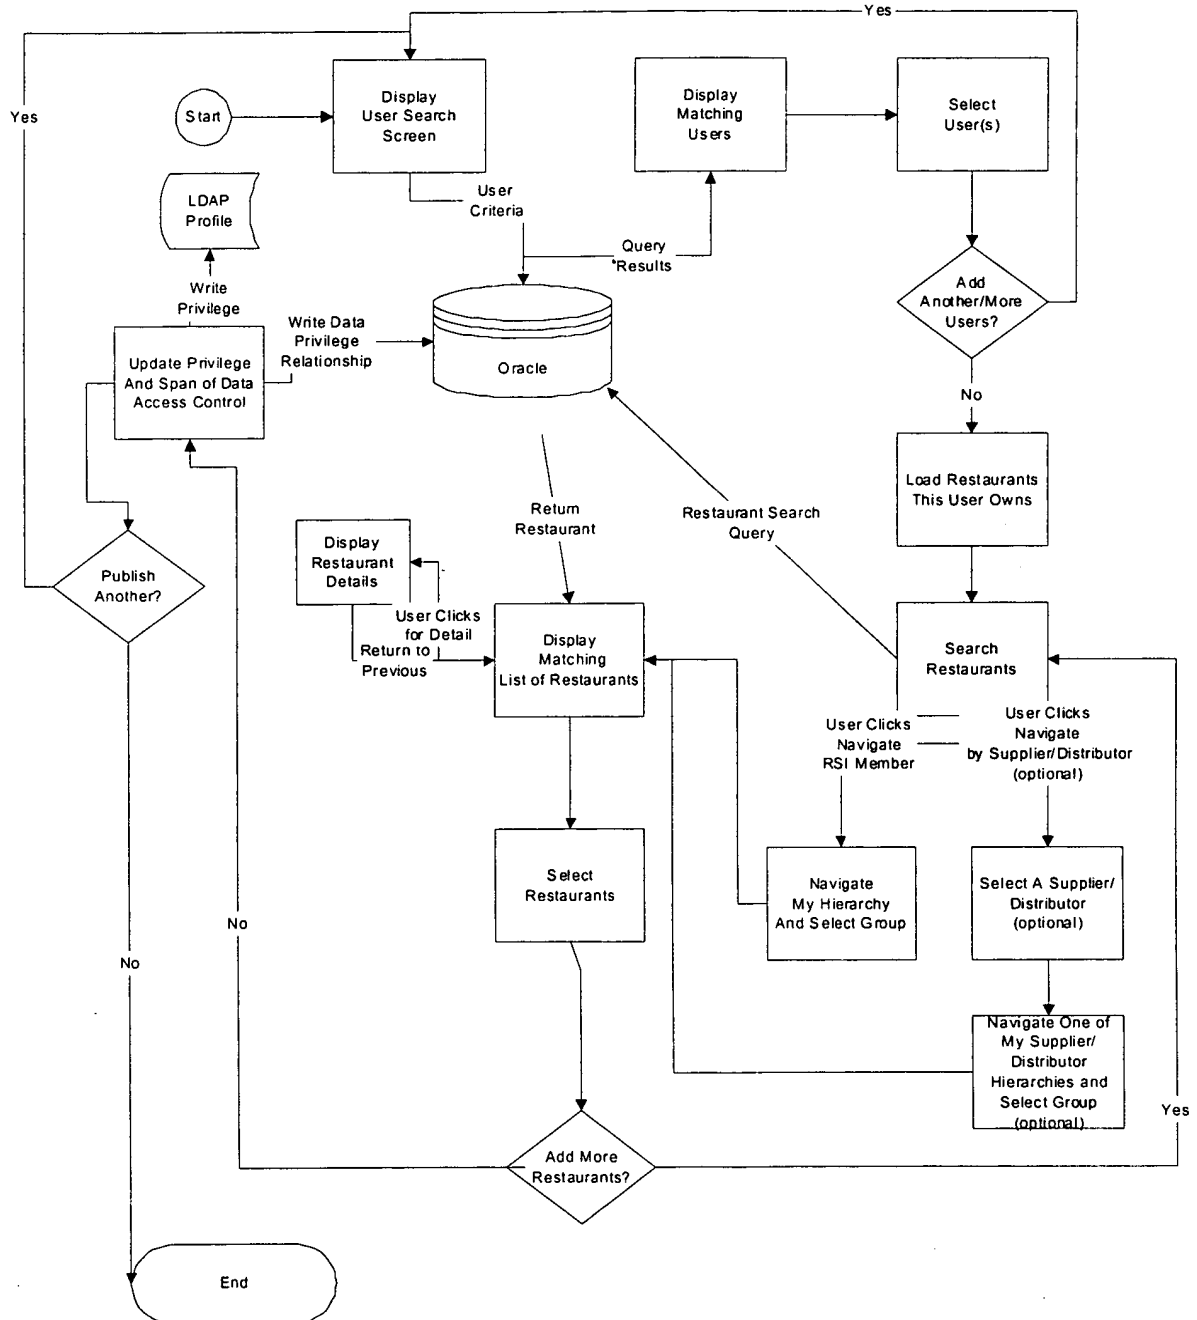 Yes
Yes
Start
Display
User Search
Screen
Display
Matching
Users
Select
User(s)
LDAP
Profile
User
Criteria
Query
Results
Add
Another/More
Users?
Write
Privilege
Write Data
Privilege
Relationship
Oracle
Update Privilege
And Span of Data
Access Control
No
Load Restaurants
This User Owns
Return
Restaurant
Restaurant Search
Query
Display
Restaurant
Details
Publish
Another?
User Clicks
for Detail
Return to
Previous
Display
Matching
List of Restaurants
Search
Restaurants
User Clicks
Navigate
RSI Member
User Clicks
Navigate
by Supplier/Distributor
(optional)
Select
Restaurants
Navigate
My Hierarchy
And Select Group
Select A Supplier/
Distributor
(optional)
No
No
Navigate One of
My Supplier/
Distributor
Hierarchies and
Select Group
(optional)
Yes
Add More
Restaurants?
End